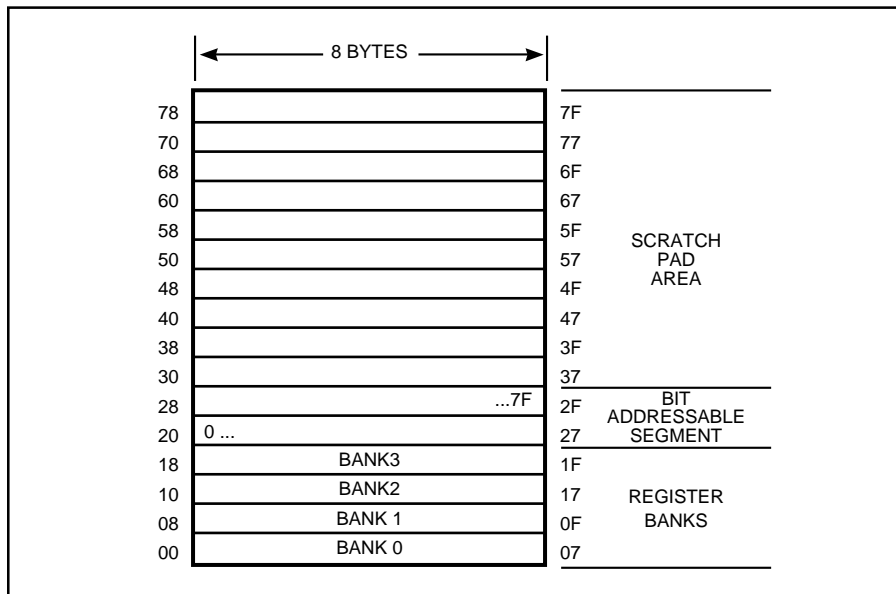 8 BYTES
78 7F
70 77
68 6F
60 67
58 5F
50 57
48 4F
40 47
38 3F
30 37
SCRATCH
PAD
AREA
28 ...7F 2F
20 0 ... 27
BIT
ADDRESSABLE
SEGMENT
18 BANK3 1F
10 BANK2 17
08 BANK 1 0F
00 BANK 0 07
REGISTER
BANKS